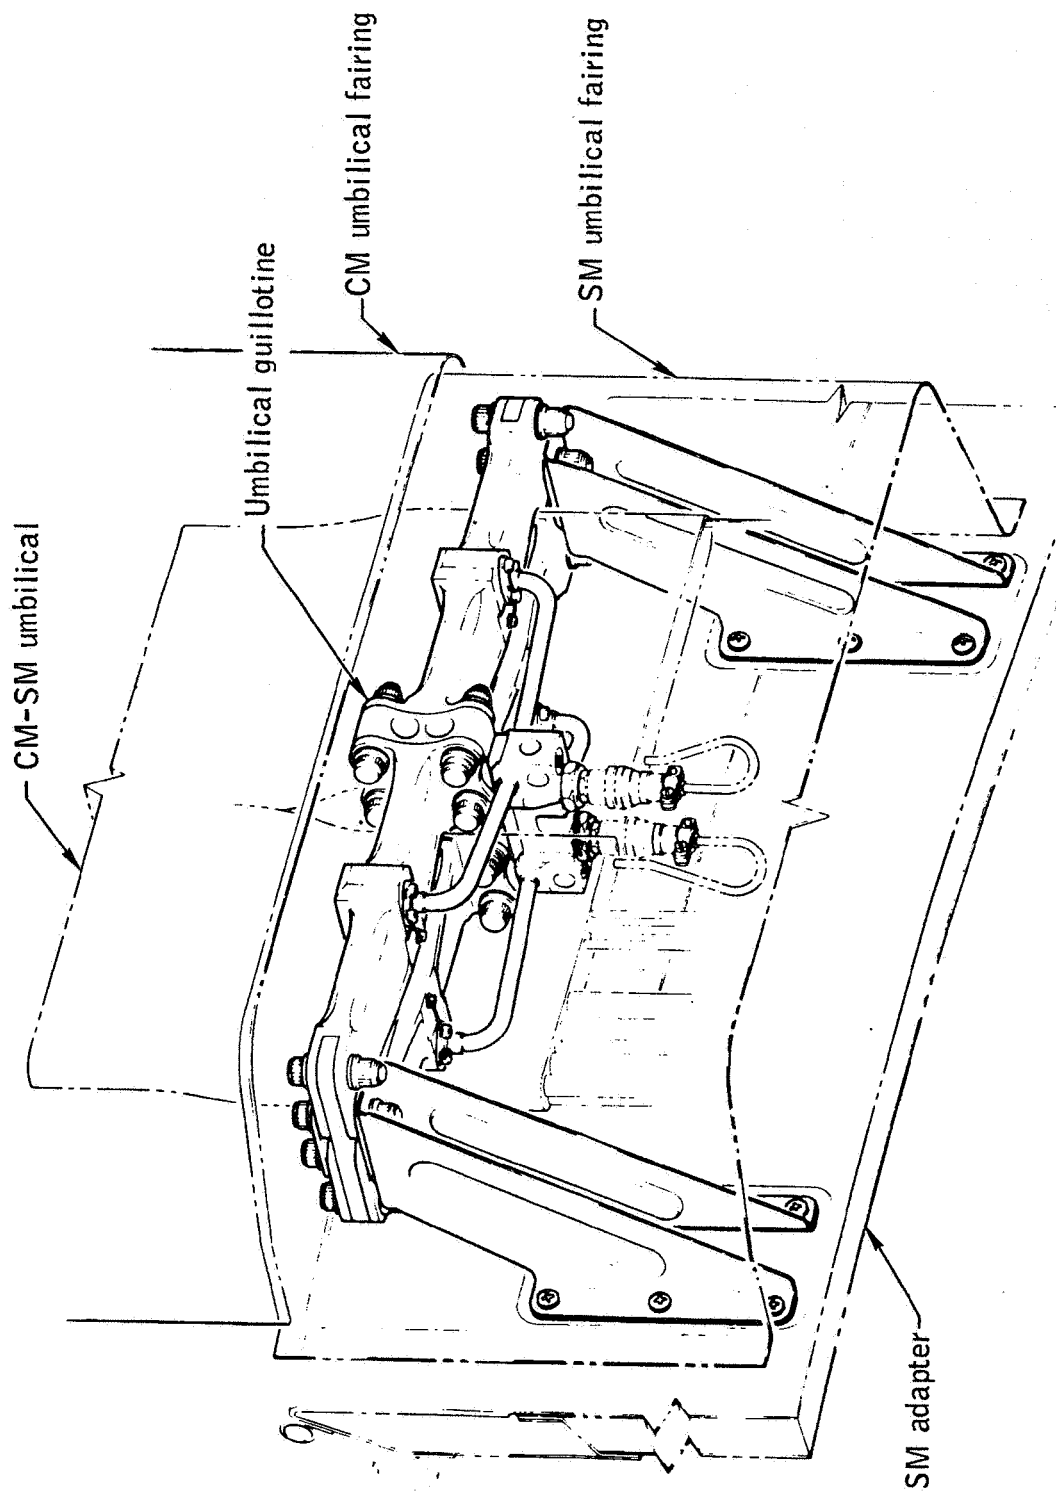 CM-SM umbilical
Umbilical guillotine
CM umbilical fairing
SM umbilical fairing
SM adapter